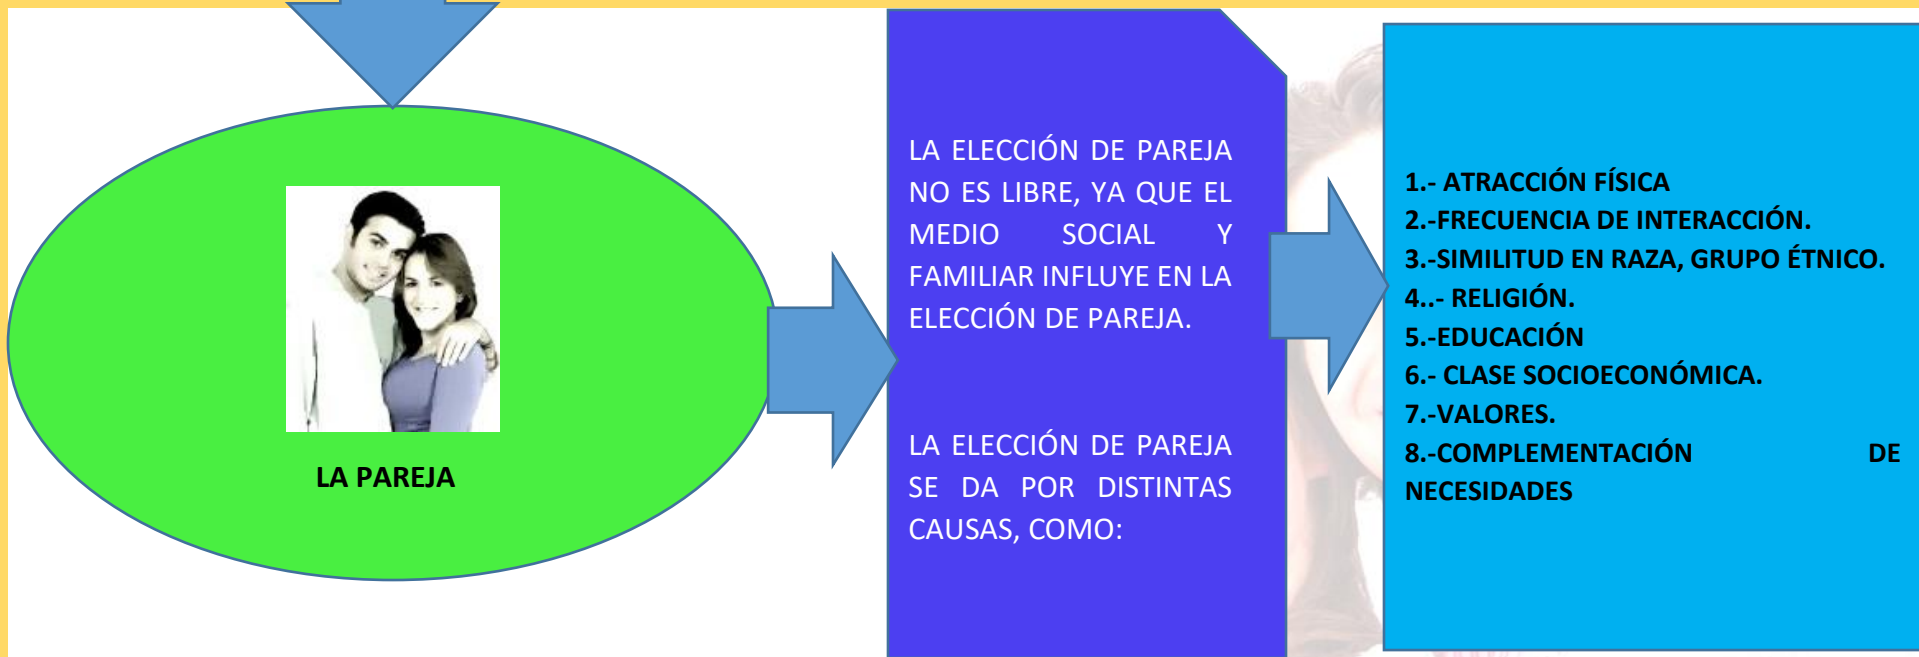 LA PAREJA
LA ELECCIÓN DE PAREJA
NO ES LIBRE, YA QUE EL
MEDIO SOCIAL Y
FAMILIAR INFLUYE EN LA
ELECCIÓN DE PAREJA.
LA ELECCIÓN DE PAREJA
SE DA POR DISTINTAS
CAUSAS, COMO:
1.- ATRACCIÓN FÍSICA
2.-FRECUENCIA DE INTERACCIÓN.
3.-SIMILITUD EN RAZA, GRUPO ÉTNICO.
4..- RELIGIÓN.
5.-EDUCACIÓN
6.- CLASE SOCIOECONÓMICA.
7.-VALORES.
8.-COMPLEMENTACIÓN DE
NECESIDADES